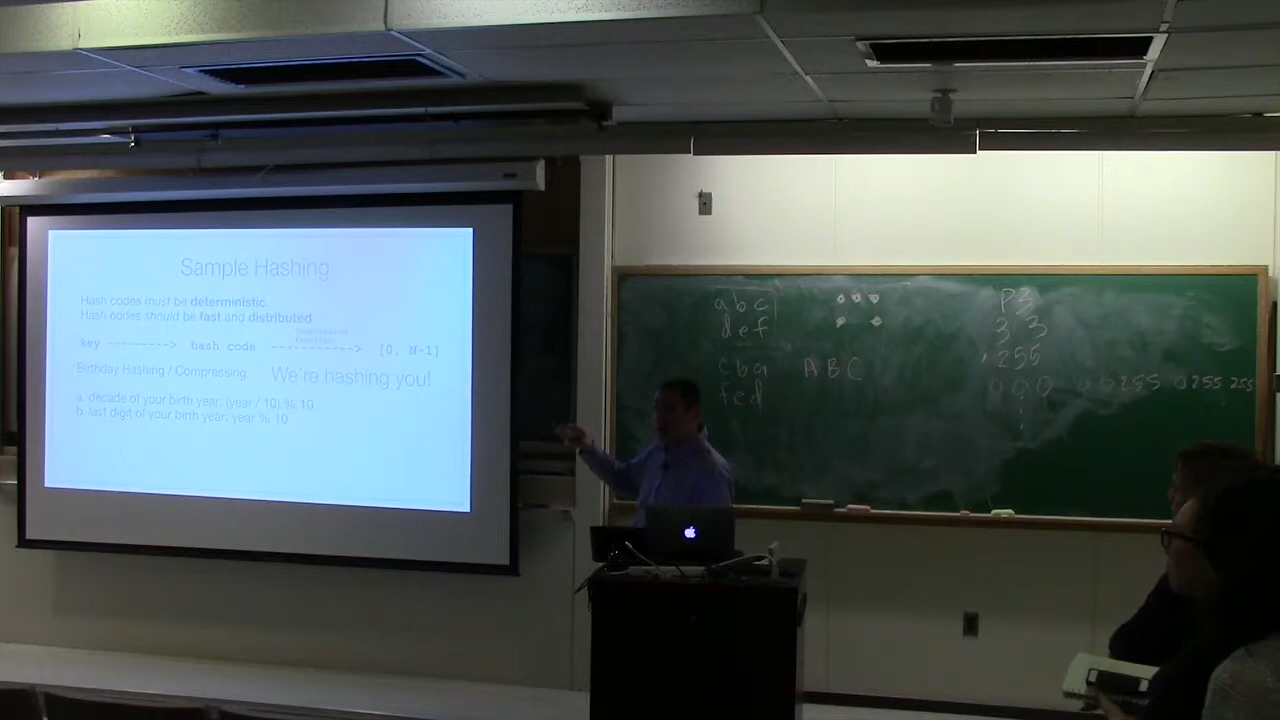 Sample Hashing
Hash codes must be deterministic.
Hash codes should be fast and distributed
key ---------> hash code ------------> [0, N-1]
Birthday Hashing / Compressing. We're hashing you!
a. decade of your birth year: (year / 10) % 10
b. last digit of your birth year: year % 10
abc
def
cba ABC
fed
P3
3 3
255
0 0 0 0 0 255 0 255 255